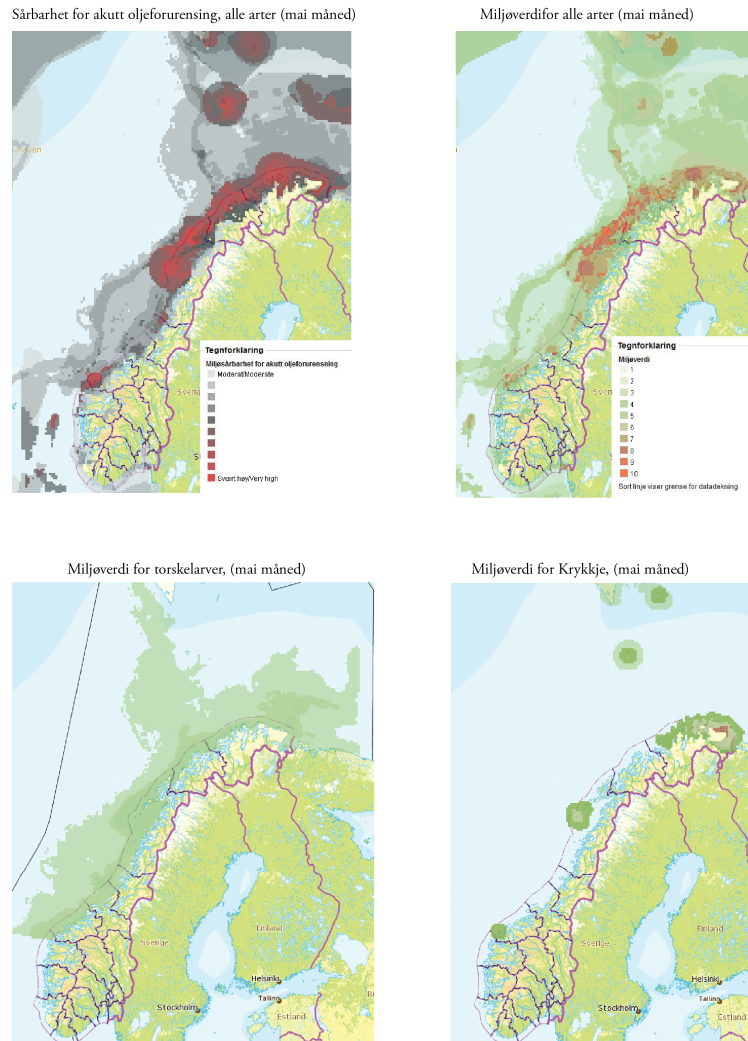 Sårbarhet for akutt oljeforurensing, alle arter (mai måned)
Miljøverdifor alle arter (mai måned)
Tegnforklaring
Miljøsårbarhet for akutt oljeforurensning
Moderat/Moderate
Svært høy/Very high
Sverig
S
Tegnforklaring
Miljøverdi
1
2
3
4
5
6
7
8
9
10
Sort linje viser grense for datadekning
Sveri
Miljøverdi for torskelarver, (mai måned)
Miljøverdi for Krykkje, (mai måned)
Sverige
Finland
Helsinki
Tallinn
Stockholm
Estland
Sverige
Finland
Helsinki
Tallinn
Stockholm
Estland